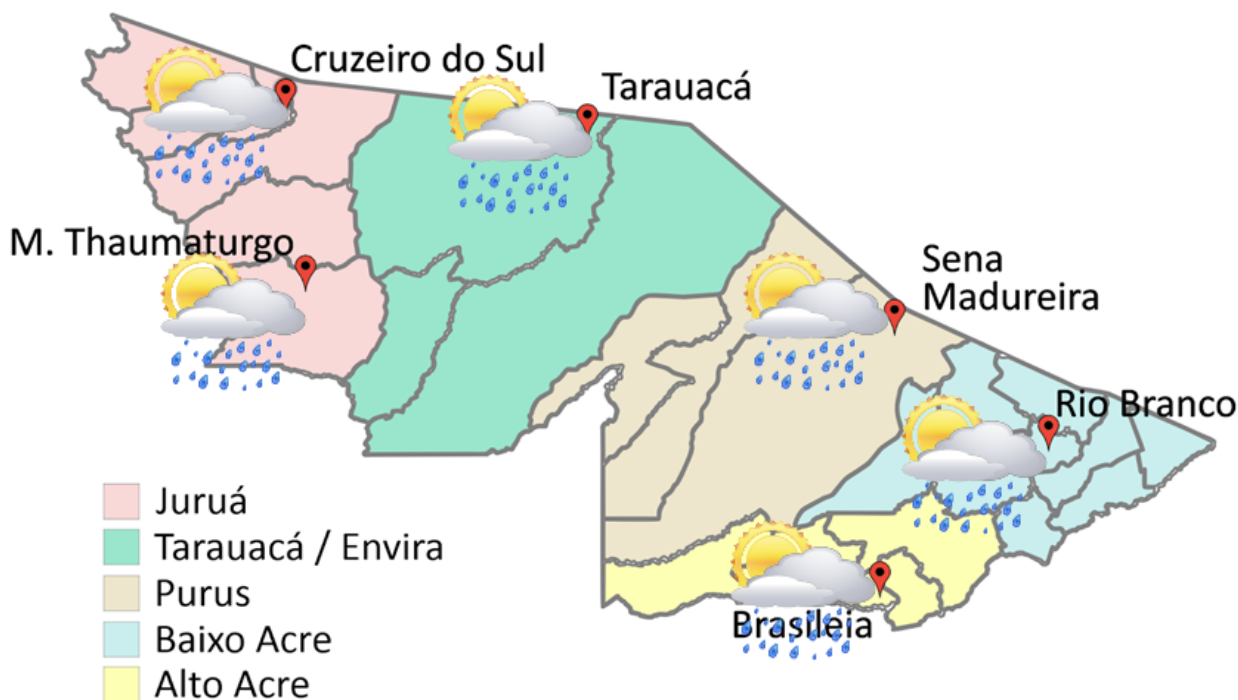 Cruzeiro do Sul
Tarauacá
M. Thaumaturgo
Sena
Madureira
Rio Branco
Brasileia
Juruá
Tarauacá / Envira
Purus
Baixo Acre
Alto Acre